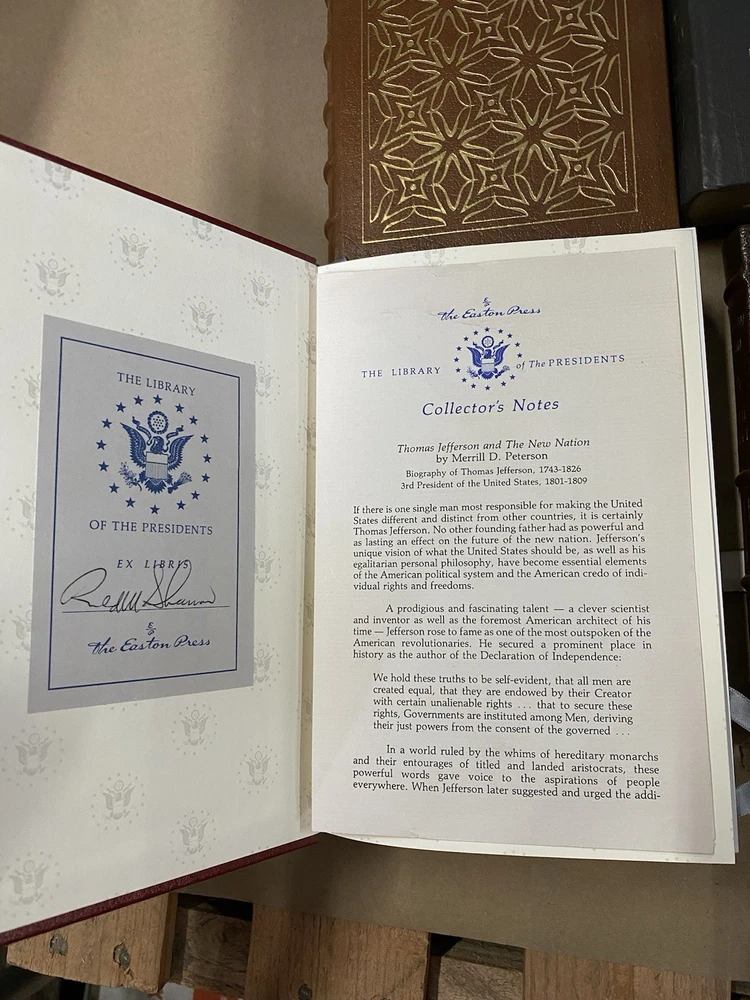 THE LIBRARY
OF THE PRESIDENTS
EX LIBRIS
The Easton Press
The Easton Press
THE LIBRARY of The PRESIDENTS
Collector's Notes
Thomas Jefferson and The New Nation
by Merrill D. Peterson
Biography of Thomas Jefferson, 1743-1826
3rd President of the United States, 1801-1809
If there is one single man most responsible for making the United
States different and distinct from other countries, it is certainly
Thomas Jefferson. No other founding father had as powerful and
as lasting an effect on the future of the new nation. Jefferson's
unique vision of what the United States should be, as well as his
egalitarian personal philosophy, have become essential elements
of the American political system and the American credo of indi-
vidual rights and freedoms.
A prodigious and fascinating talent — a clever scientist
and inventor as well as the foremost American architect of his
time — Jefferson rose to fame as one of the most outspoken of the
American revolutionaries. He secured a prominent place in
history as the author of the Declaration of Independence:
We hold these truths to be self-evident, that all men are
created equal, that they are endowed by their Creator
with certain unalienable rights ... that to secure these
rights, Governments are instituted among Men, deriving
their just powers from the consent of the governed ...
In a world ruled by the whims of hereditary monarchs
and their entourages of titled and landed aristocrats, these
powerful words gave voice to the aspirations of people
everywhere. When Jefferson later suggested and urged the addi-